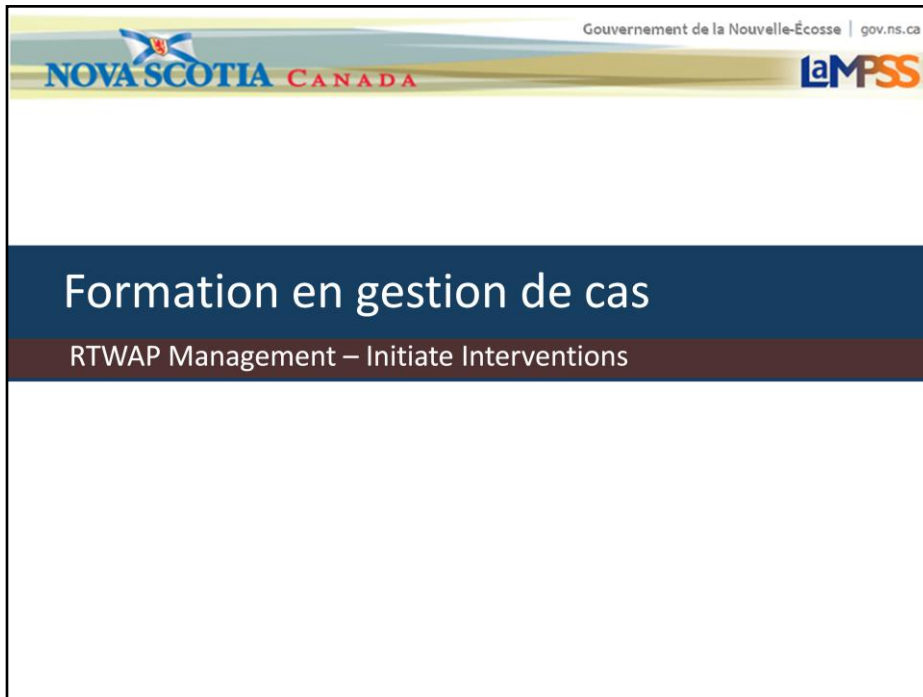 Gouvernement de la Nouvelle-Écosse | gov.ns.ca
NOVA SCOTIA CANADA
LaMPSS
Formation en gestion de cas
RTWAP Management – Initiate Interventions